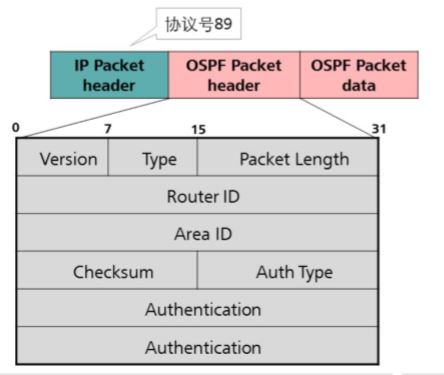 协议号89
IP Packet header
OSPF Packet header
OSPF Packet data
0 7 15 31
Version Type Packet Length
Router ID
Area ID
Checksum Auth Type
Authentication
Authentication